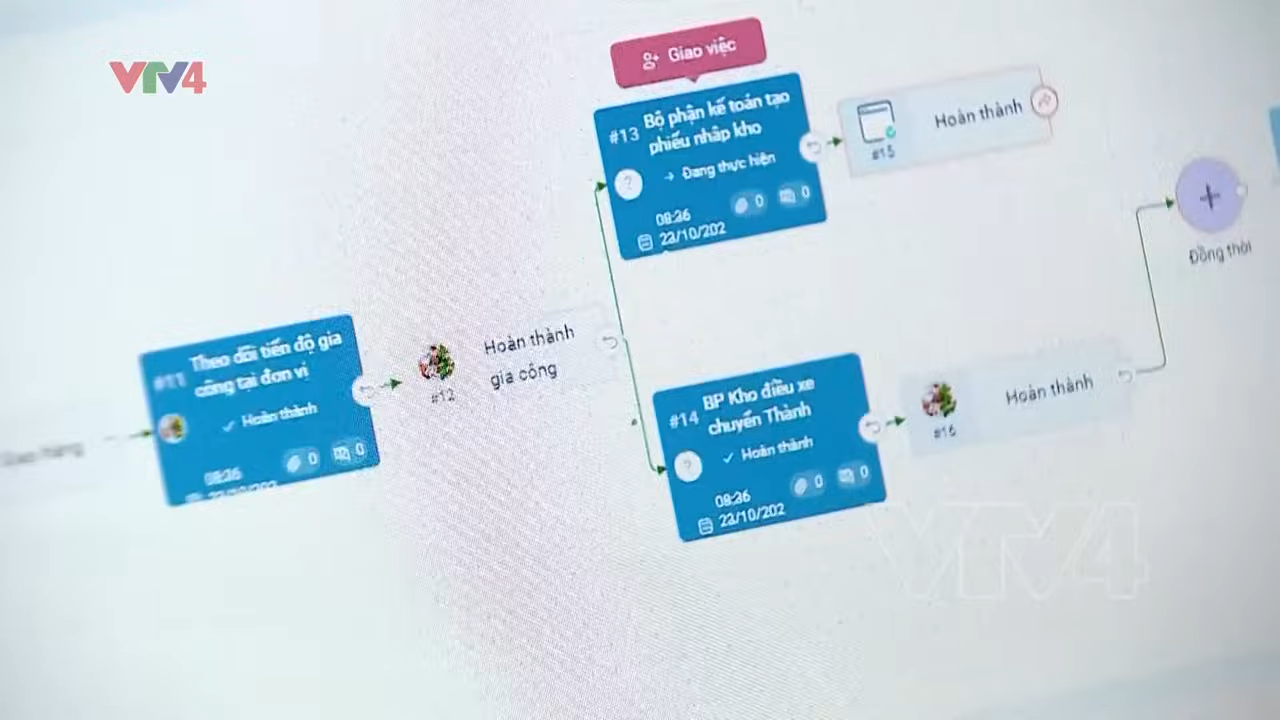 VTV4
Giao việc
#13
Bộ phận kế toán tạo
phiếu nhập kho
→ Đang thực hiện
0
0
08:36
23/10/202
#15
Hoàn thành
Đồng thời
#11
Theo dõi tiến độ gia
công tại đơn vị
Hoàn thành
0
0
08:36
#12
Hoàn thành
gia công
#14
BP Kho điều xe
chuyển Thành
Hoàn thành
0
0
08:36
23/10/202
#16
Hoàn thành
VTV4